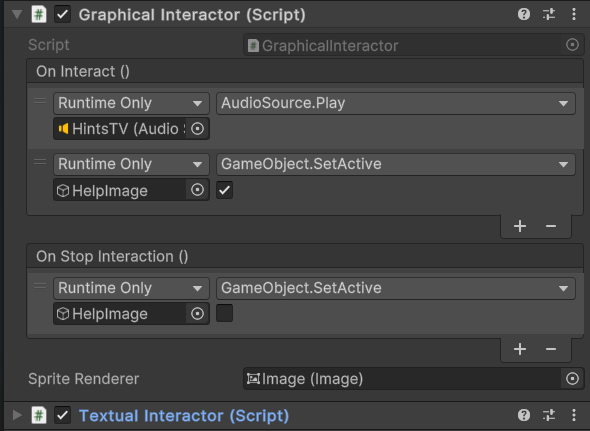 Graphical Interactor (Script)
Script GraphicalInteractor
On Interact ()
Runtime Only AudioSource.Play
HintsTV (Audio
Runtime Only GameObject.SetActive
HelpImage
On Stop Interaction ()
Runtime Only GameObject.SetActive
HelpImage
Sprite Renderer Image (Image)
Textual Interactor (Script)